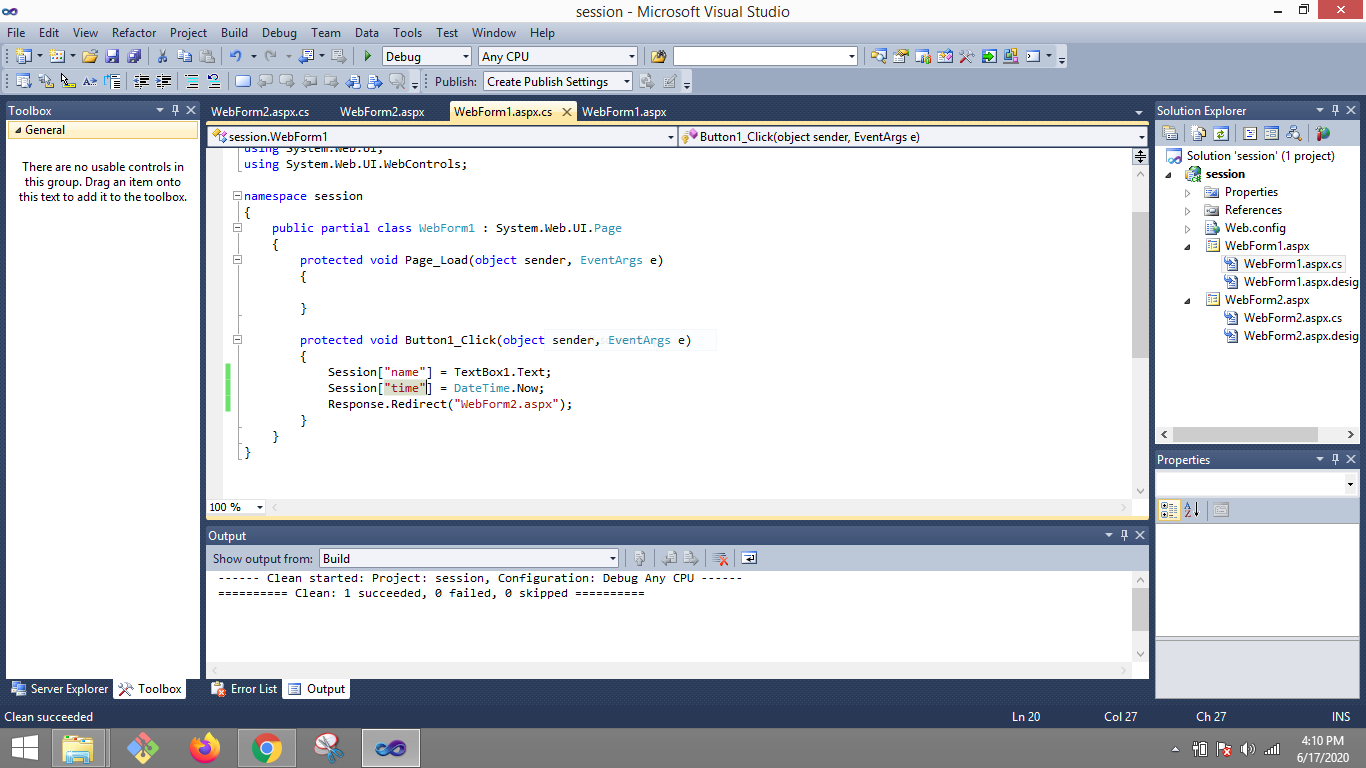 session - Microsoft Visual Studio
File Edit View Refactor Project Build Debug Team Data Tools Test Window Help
Debug Any CPU
Publish: Create Publish Settings
Toolbox
General
There are no usable controls in
this group. Drag an item onto
this text to add it to the toolbox.
Server Explorer Toolbox
WebForm2.aspx.cs WebForm2.aspx WebForm1.aspx.cs WebForm1.aspx
session.WebForm1 Button1_Click(object sender, EventArgs e)
using System.Web.UI;
using System.Web.UI.WebControls;
namespace session
{
public partial class WebForm1 : System.Web.UI.Page
{
protected void Page_Load(object sender, EventArgs e)
{
}
protected void Button1_Click(object sender, EventArgs e)
{
Session["name"] = TextBox1.Text;
Session["time"] = DateTime.Now;
Response.Redirect("WebForm2.aspx");
}
}
}
100 %
Output
Show output from: Build
------ Clean started: Project: session, Configuration: Debug Any CPU ------
========== Clean: 1 succeeded, 0 failed, 0 skipped ==========
Error List Output
Solution Explorer
Solution 'session' (1 project)
session
Properties
References
Web.config
WebForm1.aspx
WebForm1.aspx.cs
WebForm1.aspx.desig
WebForm2.aspx
WebForm2.aspx.cs
WebForm2.aspx.desig
Properties
Clean succeeded Ln 20 Col 27 Ch 27 INS
4:10 PM
6/17/2020